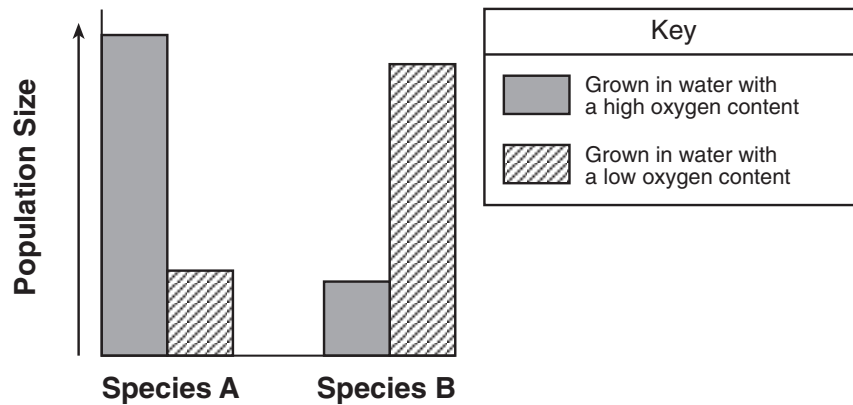 Population Size
Species A
Species B
Key
Grown in water with
a high oxygen content
Grown in water with
a low oxygen content